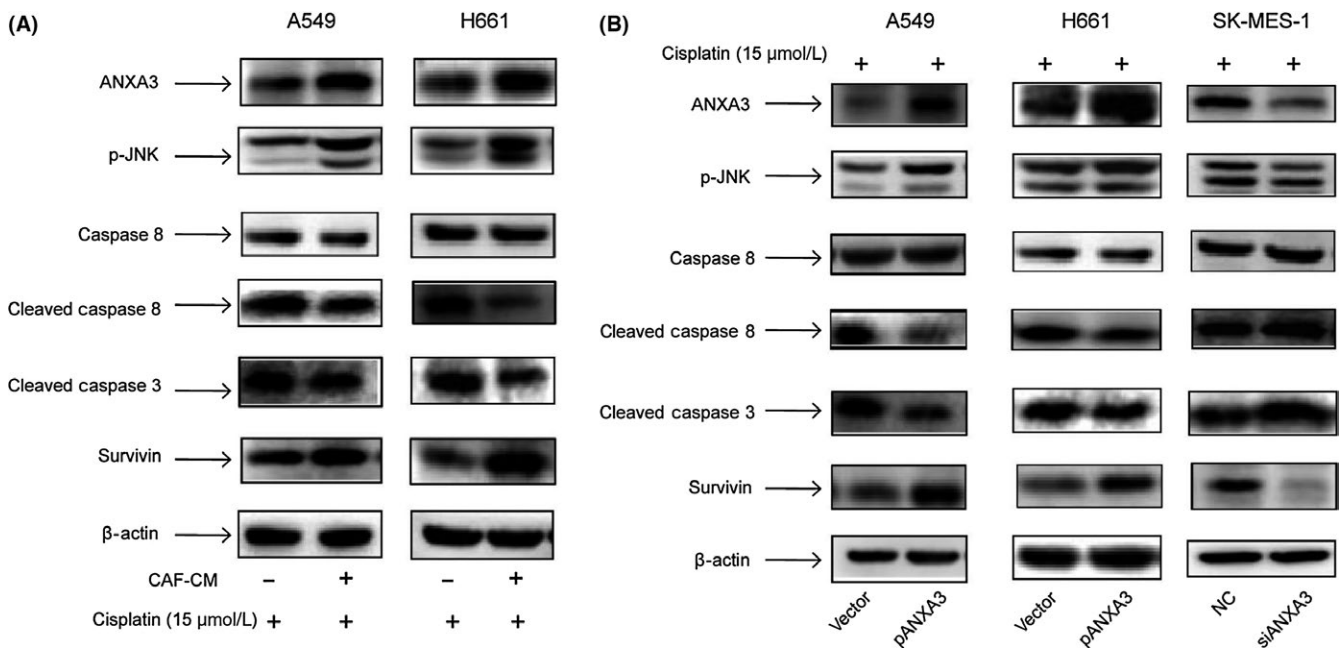 (A)
A549 H661
ANXA3
p-JNK
Caspase 8
Cleaved caspase 8
Cleaved caspase 3
Survivin
β-actin
CAF-CM − + − +
Cisplatin (15 μmol/L) + + + +
(B)
A549 H661 SK-MES-1
Cisplatin (15 μmol/L) + + + + + +
ANXA3
p-JNK
Caspase 8
Cleaved caspase 8
Cleaved caspase 3
Survivin
β-actin
Vector pANXA3 Vector pANXA3 NC siANXA3